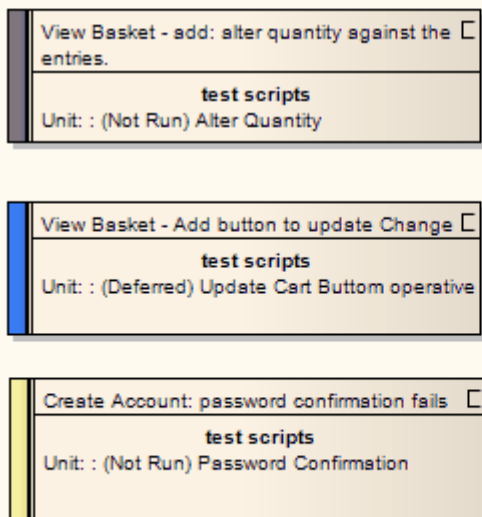 View Basket - add: alter quantity against the
entries.
test scripts
Unit: : (Not Run) Alter Quantity
View Basket - Add button to update Change
test scripts
Unit: : (Deferred) Update Cart Buttom operative
Create Account: password confirmation fails
test scripts
Unit: : (Not Run) Password Confirmation